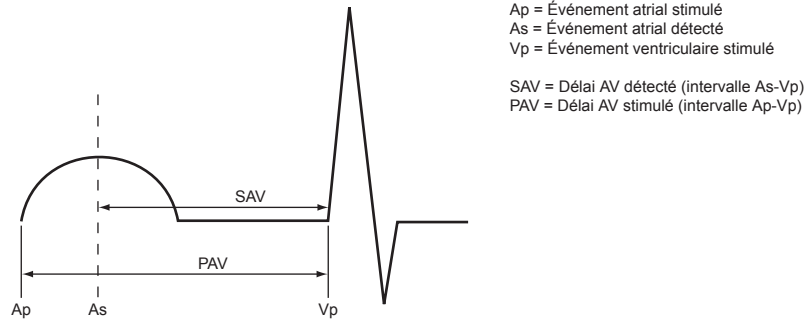 Ap = Événement atrial stimulé
As = Événement atrial détecté
Vp = Événement ventriculaire stimulé
SAV = Délai AV détecté (intervalle As-Vp)
PAV = Délai AV stimulé (intervalle Ap-Vp)
SAV
PAV
Ap As Vp